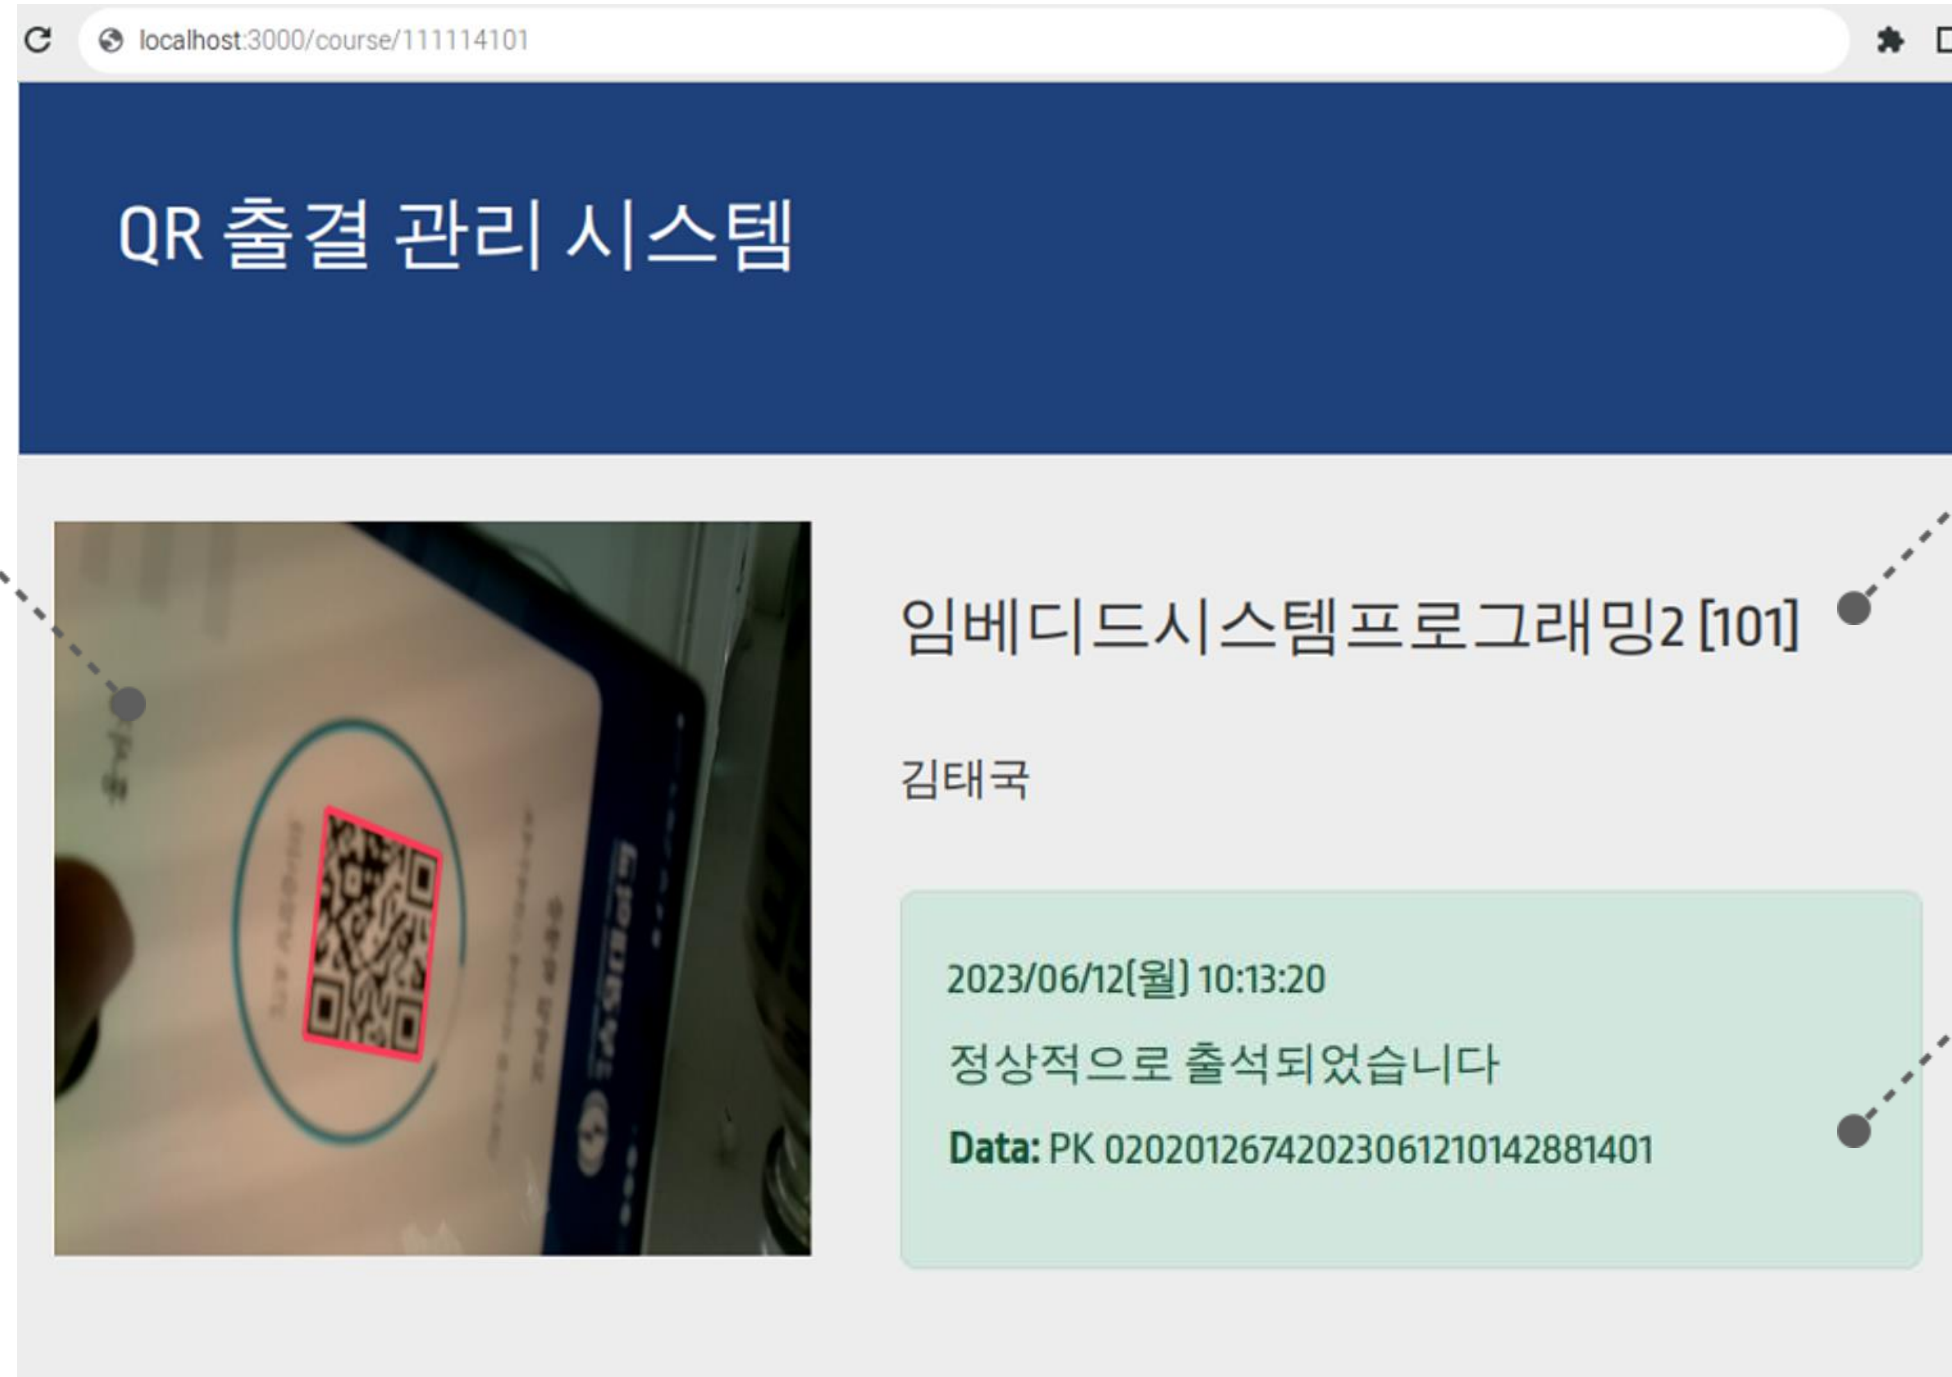 localhost:3000/course/111114101
QR 출결 관리 시스템
임베디드시스템프로그래밍2 [101]
김태국
2023/06/12(월) 10:13:20
정상적으로 출석되었습니다
Data: PK 0202012674202306121014288​1401